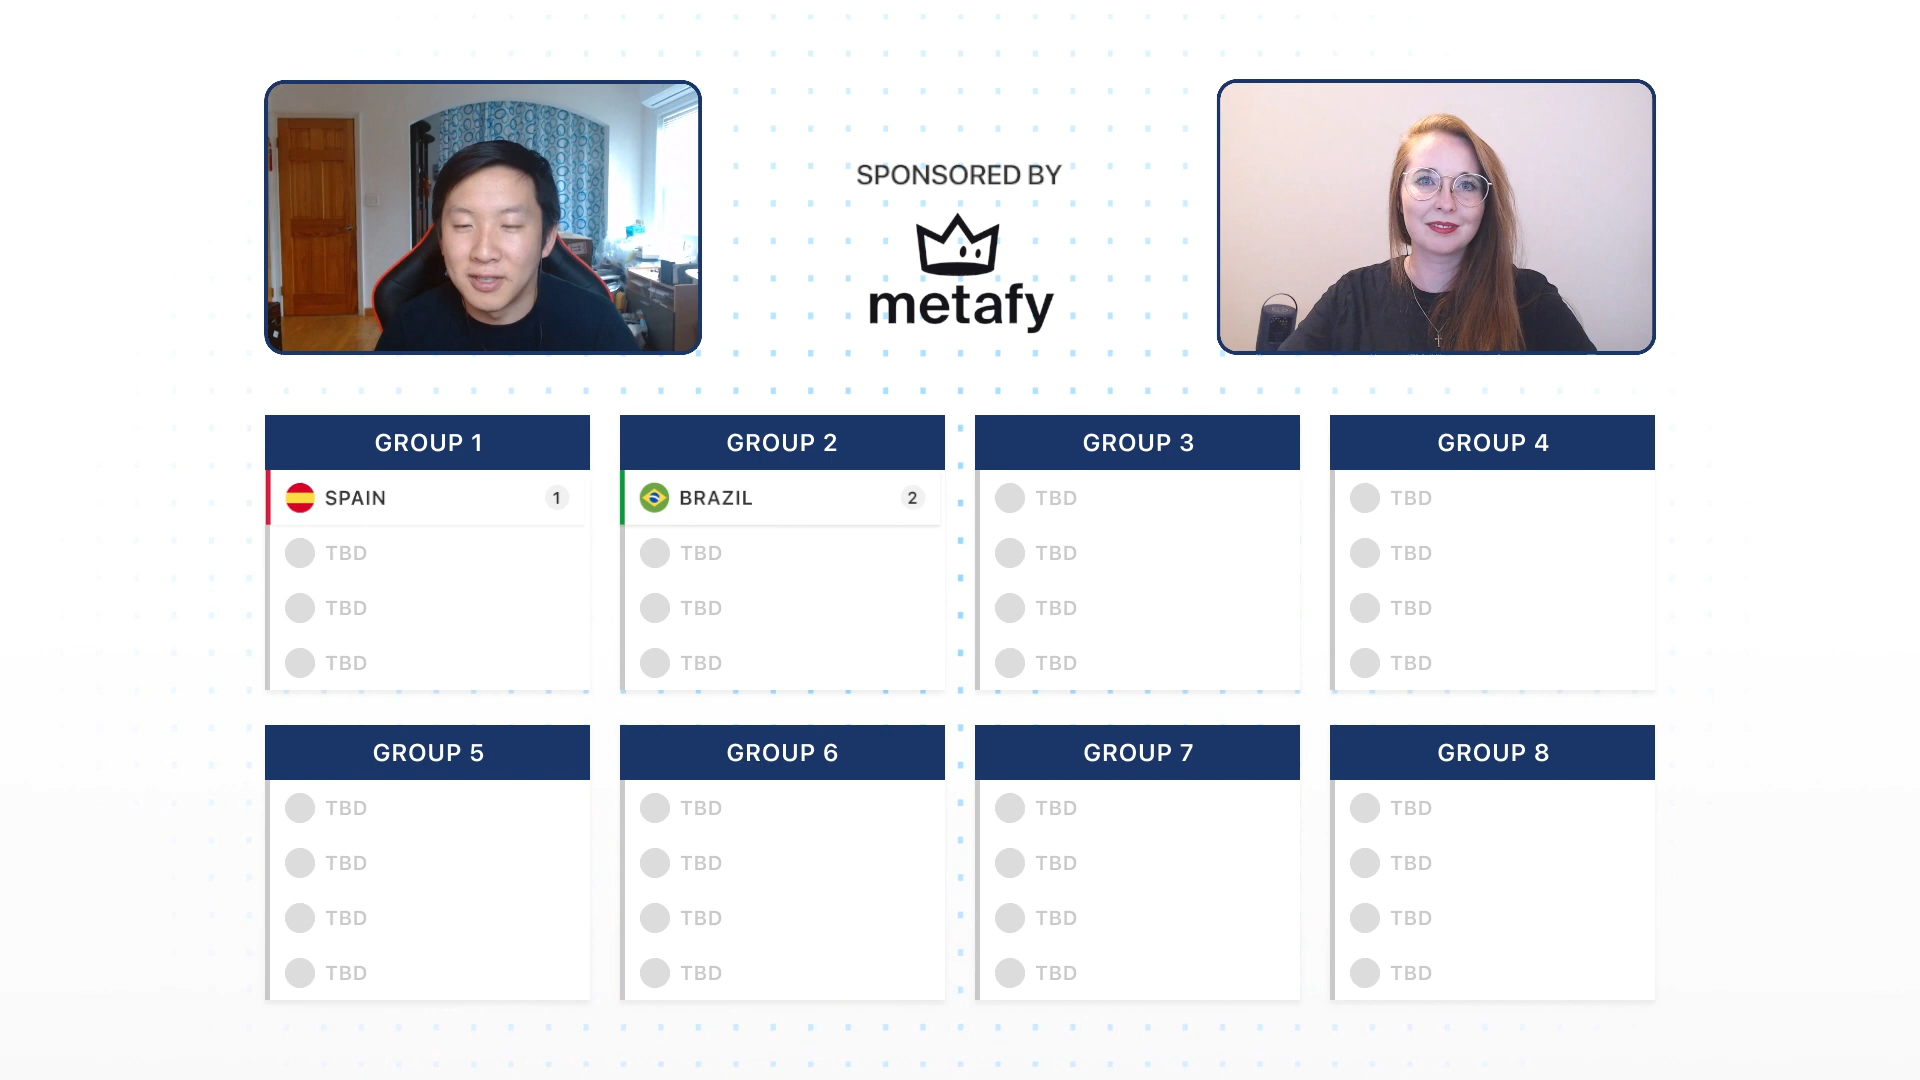 SPONSORED BY
metafy
GROUP 1
SPAIN 1
TBD
TBD
TBD
GROUP 2
BRAZIL 2
TBD
TBD
TBD
GROUP 3
TBD
TBD
TBD
TBD
GROUP 4
TBD
TBD
TBD
TBD
GROUP 5
TBD
TBD
TBD
TBD
GROUP 6
TBD
TBD
TBD
TBD
GROUP 7
TBD
TBD
TBD
TBD
GROUP 8
TBD
TBD
TBD
TBD